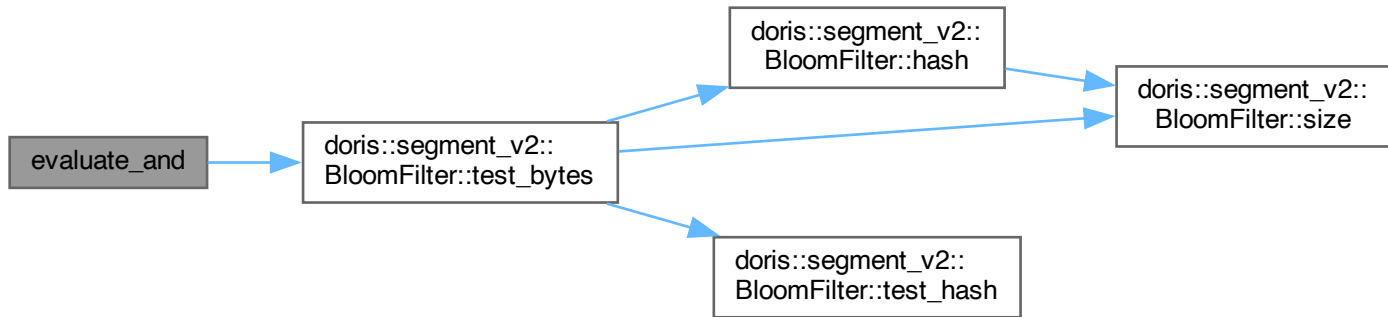 evaluate_and
doris::segment_v2::
BloomFilter::test_bytes
doris::segment_v2::
BloomFilter::hash
doris::segment_v2::
BloomFilter::size
doris::segment_v2::
BloomFilter::test_hash